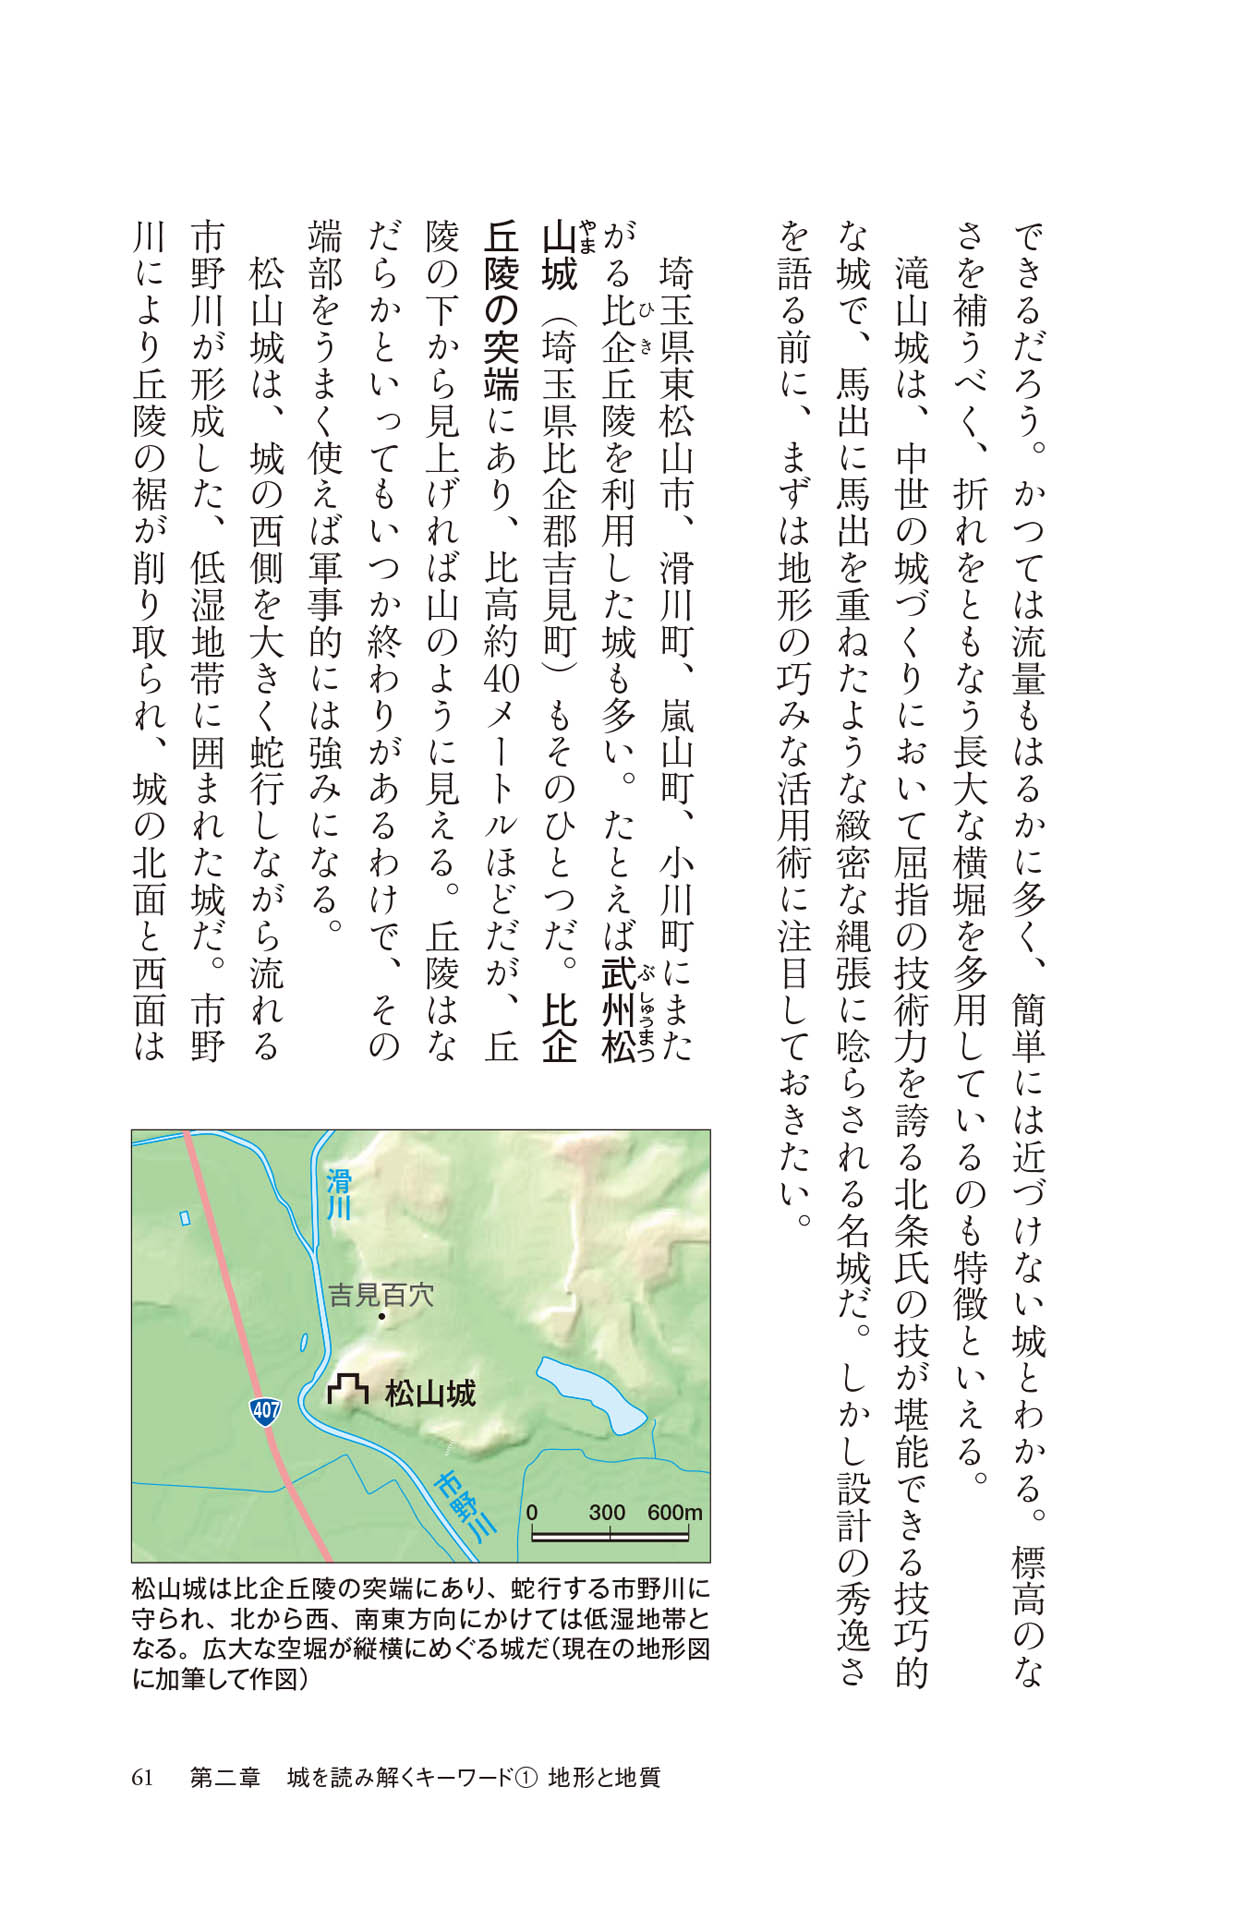 できるだろう。かつては流量もはるかに多く、簡単には近づけない城とわかる。標高のな
さを補うべく、折れをともなう長大な横堀を多用しているのも特徴といえる。
滝山城は、中世の城づくりにおいて屈指の技術力を誇る北条氏の技が堪能できる技巧的
な城で、馬出に馬出を重ねたような緻密な縄張に唸らされる名城だ。しかし設計の秀逸さ
を語る前に、まずは地形の巧みな活用術に注目しておきたい。
埼玉県東松山市、滑川町、嵐山町、小川町にまた
がる比企丘陵を利用した城も多い。たとえば武州松
山城（埼玉県比企郡吉見町）もそのひとつだ。比企
丘陵の突端にあり、比高約40メートルほどだが、丘
陵の下から見上げれば山のように見える。丘陵はな
だらかといってもいつか終わりがあるわけで、その
端部をうまく使えば軍事的には強みになる。
松山城は、城の西側を大きく蛇行しながら流れる
市野川が形成した、低湿地帯に囲まれた城だ。市野
川により丘陵の裾が削り取られ、城の北面と西面は
滑川
吉見百穴
松山城
407
市野川
0 300 600m
松山城は比企丘陵の突端にあり、蛇行する市野川に
守られ、北から西、南東方向にかけては低湿地帯と
なる。広大な空堀が縦横にめぐる城だ（現在の地形図
に加筆して作図）
61 第二章 城を読み解くキーワード① 地形と地質